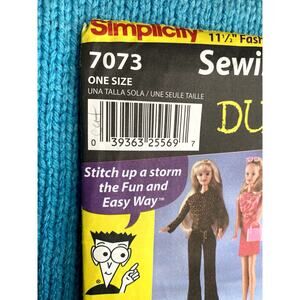 Simplicity
11½" Fash
7073
Sewi
ONE SIZE
UNA TALLA SOLA / UNE SEULE TAILLE
DU
0 39363 25569 7
Stitch up a storm
the Fun and
Easy Way™